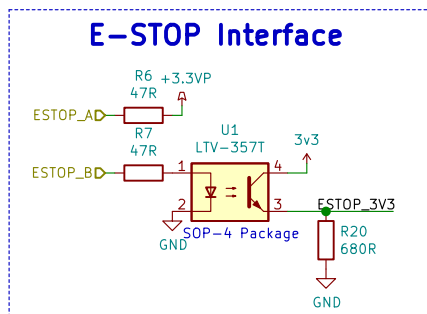 E-STOP Interface
R6
47R
+3.3VP
ESTOP_A
R7
47R
U1
LTV-357T
3v3
ESTOP_B
1
4
2
3
ESTOP_3V3
GND
SOP-4 Package
R20
680R
GND